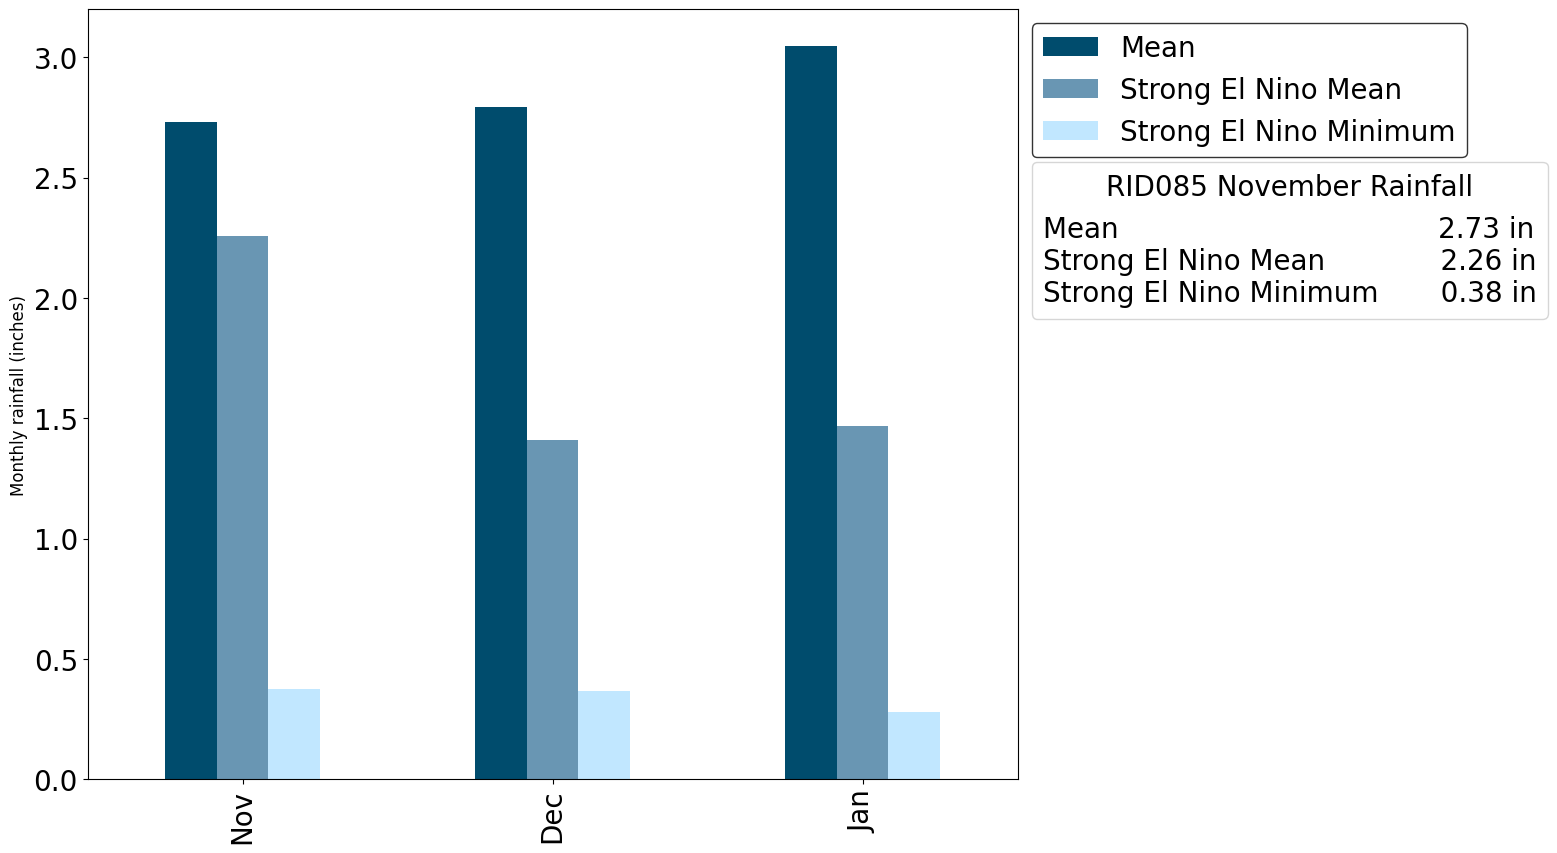 3.0
2.5
2.0
1.5
1.0
0.5
0.0
Monthly rainfall (inches)
Nov
Dec
Jan
Mean
Strong El Nino Mean
Strong El Nino Minimum
RID085 November Rainfall
Mean 2.73 in
Strong El Nino Mean 2.26 in
Strong El Nino Minimum 0.38 in